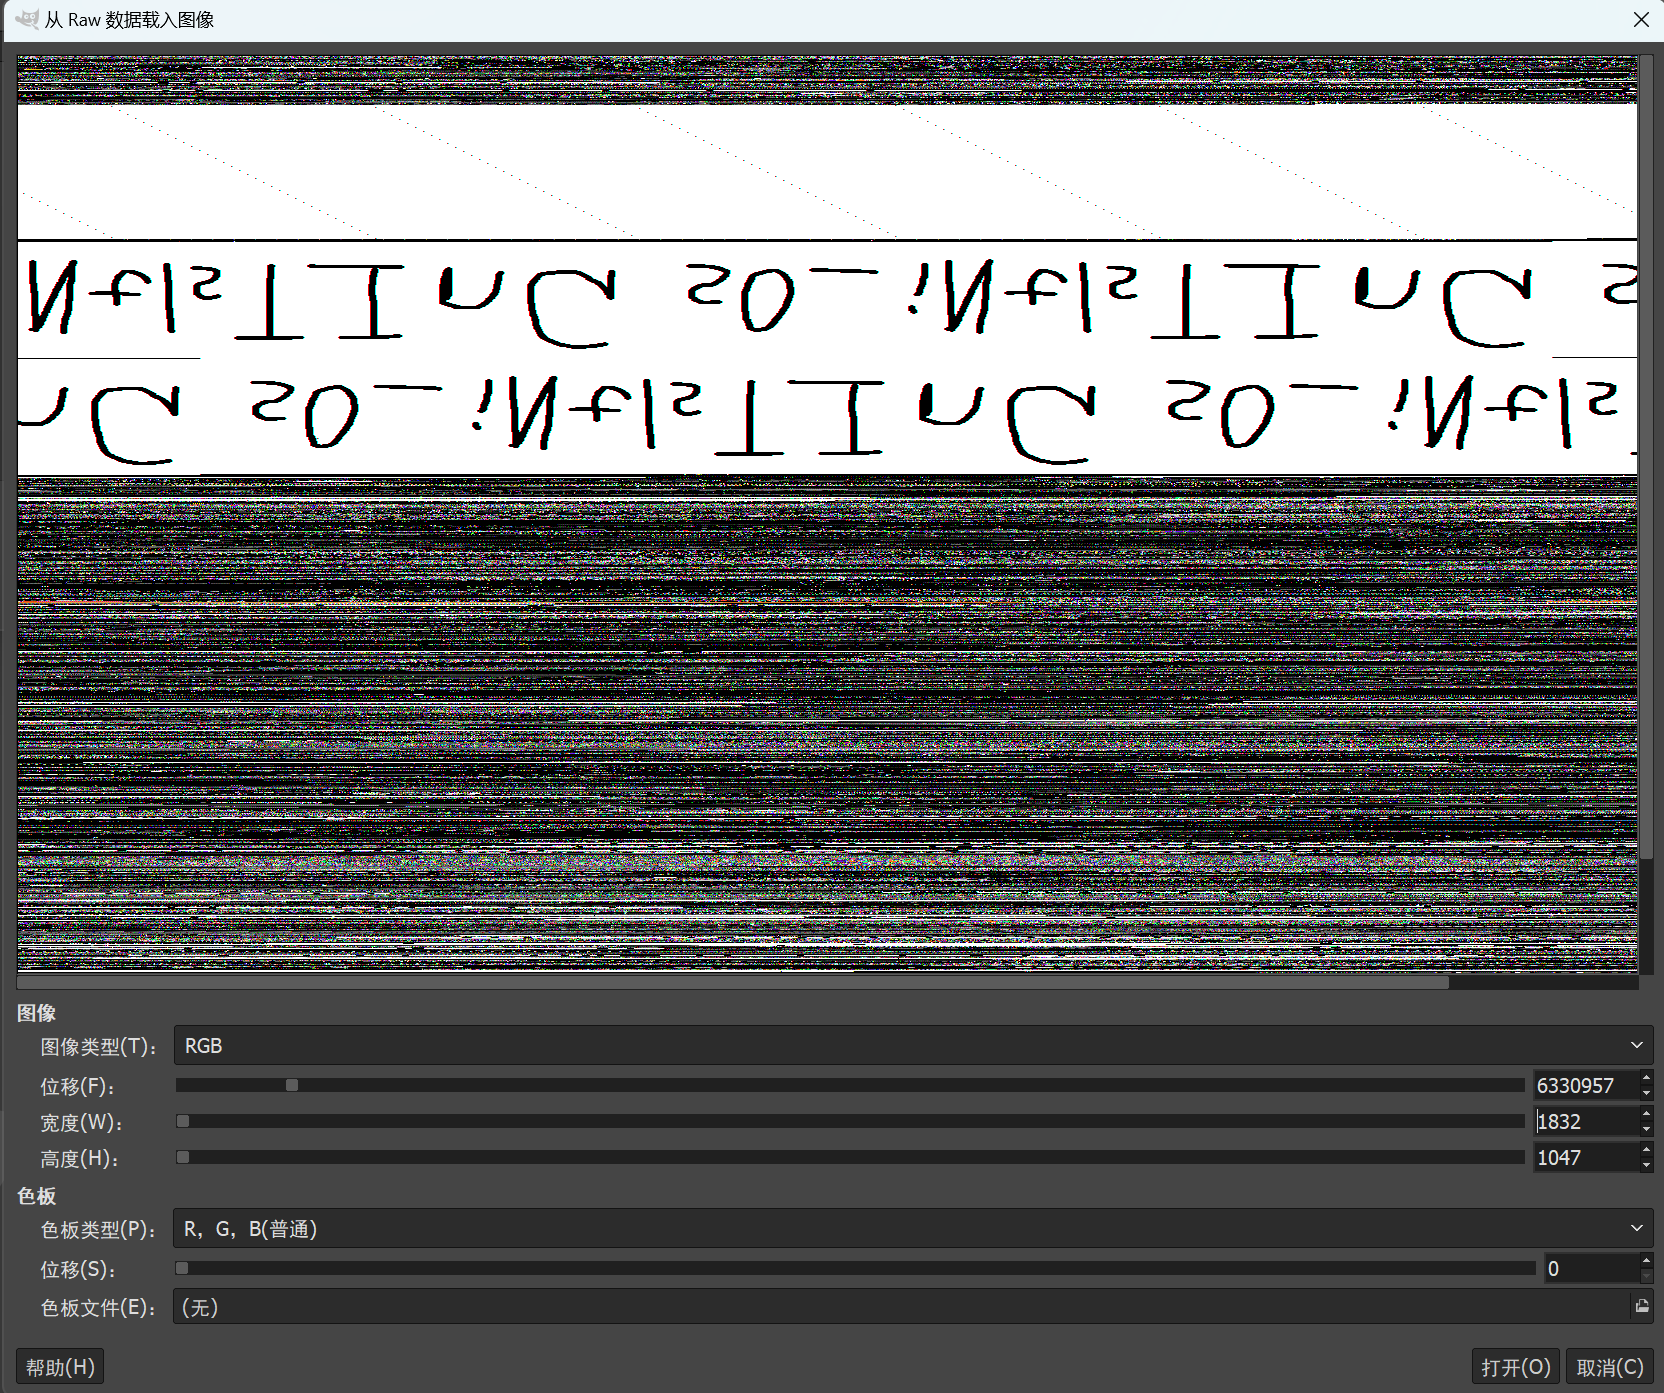 从 Raw 数据载入图像
图像
图像类型(T)： RGB
位移(F)： 6330957
宽度(W)： 1832
高度(H)： 1047
色板
色板类型(P)： R，G，B(普通)
位移(S)： 0
色板文件(E)： (无)
帮助(H) 打开(O) 取消(C)